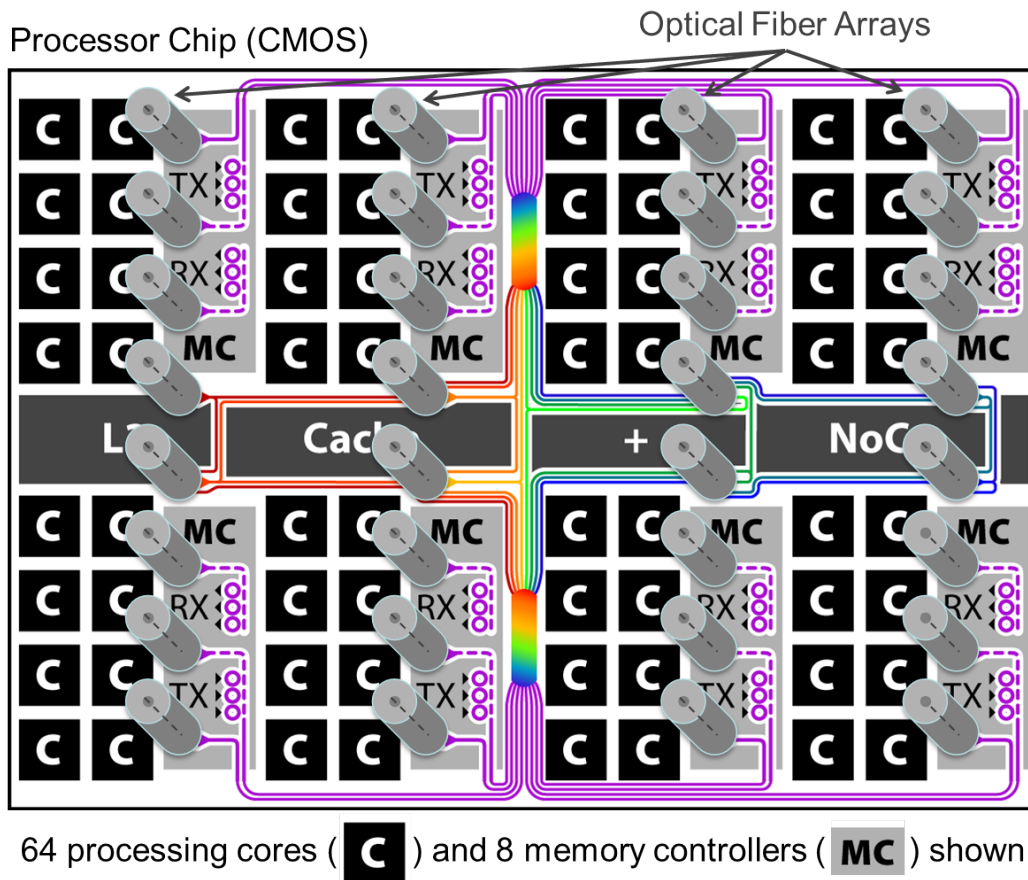 Optical Fiber Arrays
Processor Chip (CMOS)
C C C C C C C C
TX TX TX TX
C C C C C C C C
RX RX RX RX
C C C C C C C C
C C MC C C MC C C MC C C MC
L2 Cache + NoC
C C MC C C MC C C MC C C MC
C C RX C C RX C C RX C C RX
C C C C C C C C
TX TX TX TX
C C C C C C C C
64 processing cores ( C ) and 8 memory controllers ( MC ) shown